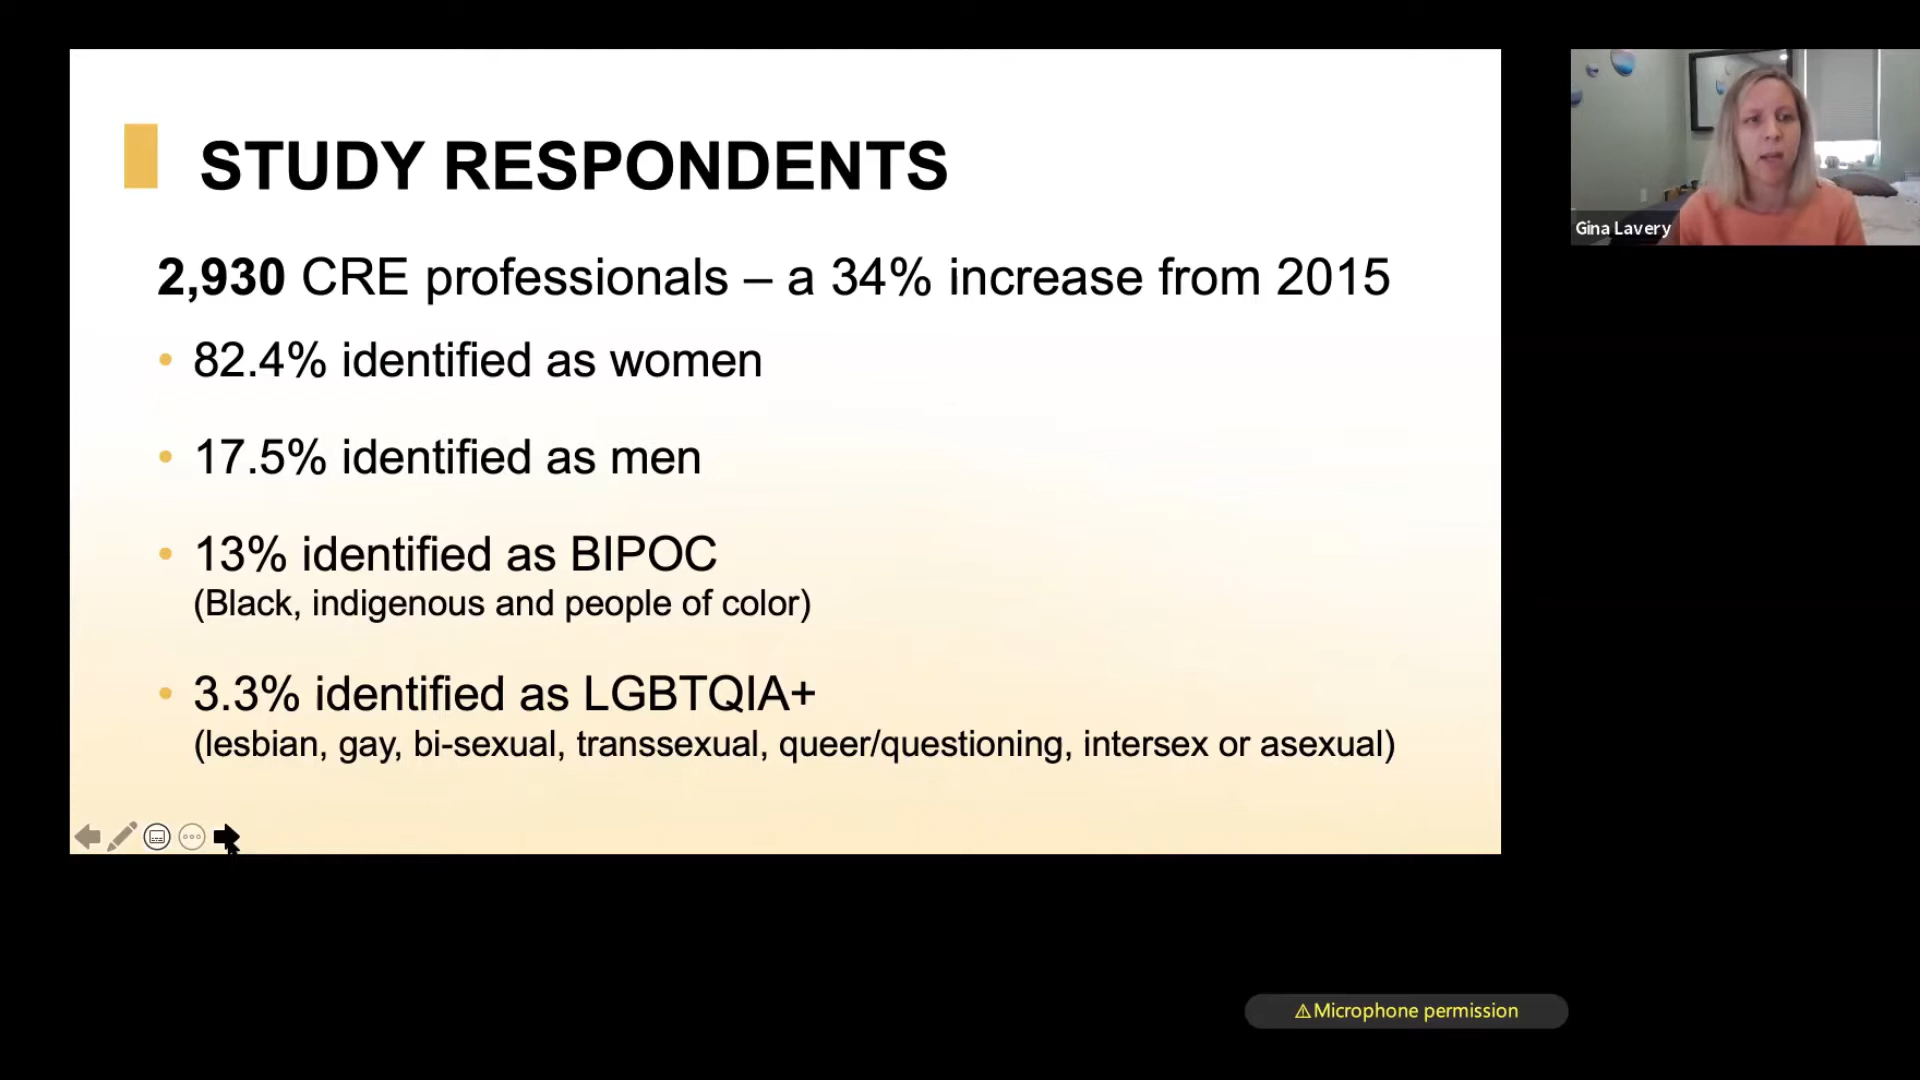 STUDY RESPONDENTS
2,930 CRE professionals – a 34% increase from 2015
• 82.4% identified as women
• 17.5% identified as men
• 13% identified as BIPOC
(Black, indigenous and people of color)
• 3.3% identified as LGBTQIA+
(lesbian, gay, bi-sexual, transsexual, queer/questioning, intersex or asexual)
Gina Lavery
⚠Microphone permission